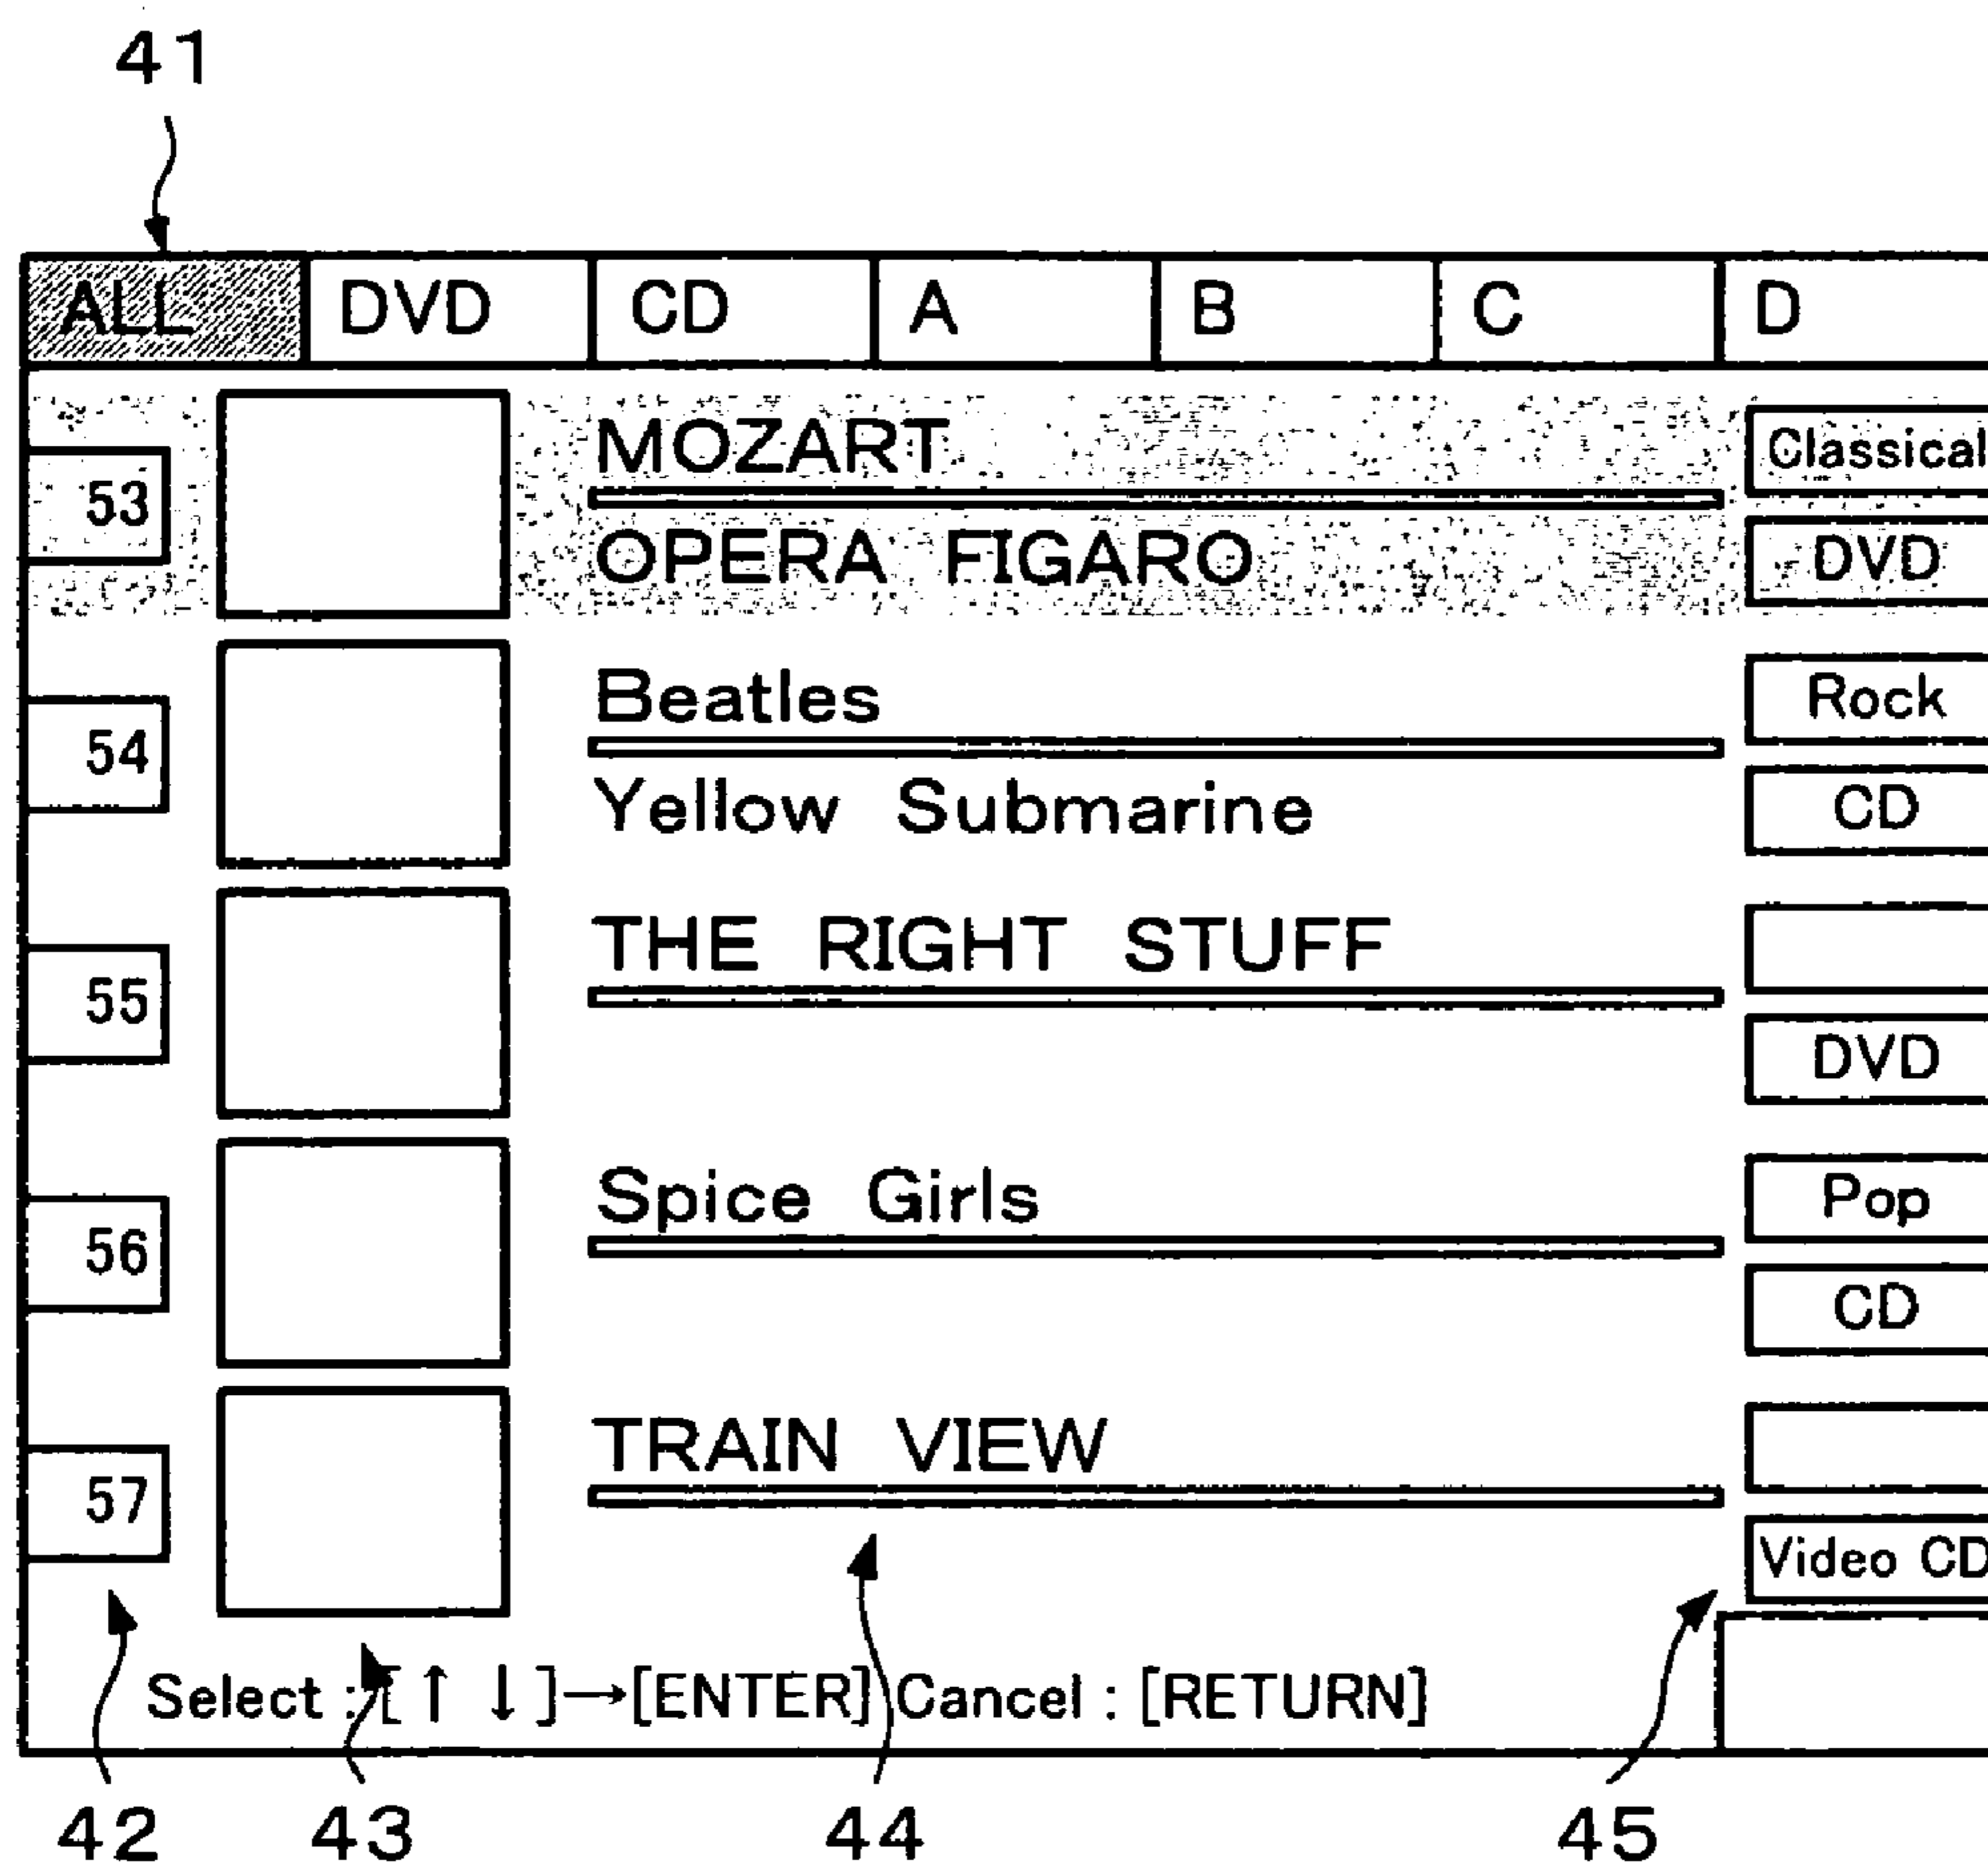 41
ALL DVD CD A B C D
MOZART Classical
53
OPERA FIGARO DVD
Beatles Rock
54
Yellow Submarine CD
THE RIGHT STUFF
55
DVD
Spice Girls Pop
56
CD
TRAIN VIEW
57
Video CD
Select : [ ↑ ↓ ]→[ENTER] Cancel : [RETURN]
42 43 44 45